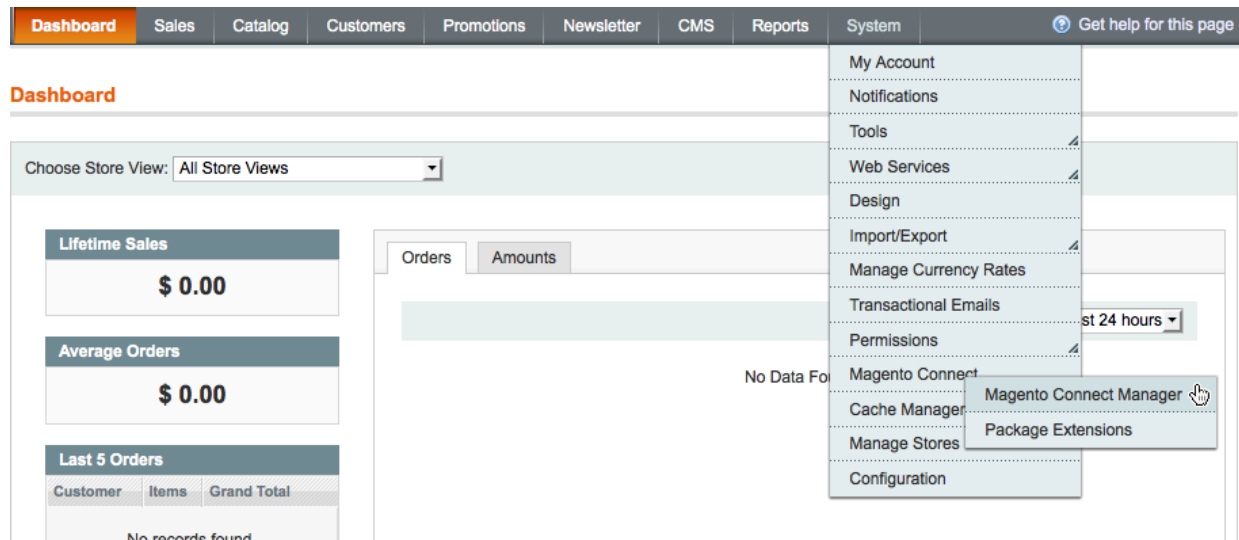 Dashboard Sales Catalog Customers Promotions Newsletter CMS Reports System Get help for this page
Dashboard
Choose Store View: All Store Views
Lifetime Sales
$ 0.00
Average Orders
$ 0.00
Last 5 Orders
Customer Items Grand Total
No records found
Orders Amounts
st 24 hours
No Data Fo
My Account
Notifications
Tools
Web Services
Design
Import/Export
Manage Currency Rates
Transactional Emails
Permissions
Magento Connect
Cache Manager
Manage Stores
Configuration
Magento Connect Manager
Package Extensions